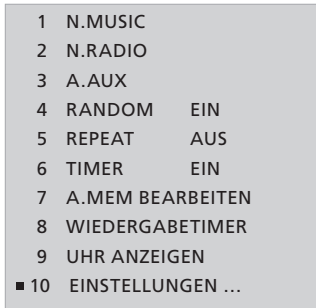 1 N.MUSIC
2 N.RADIO
3 A.AUX
4 RANDOM EIN
5 REPEAT AUS
6 TIMER EIN
7 A.MEM BEARBEITEN
8 WIEDERGABETIMER
9 UHR ANZEIGEN
■ 10 EINSTELLUNGEN ...